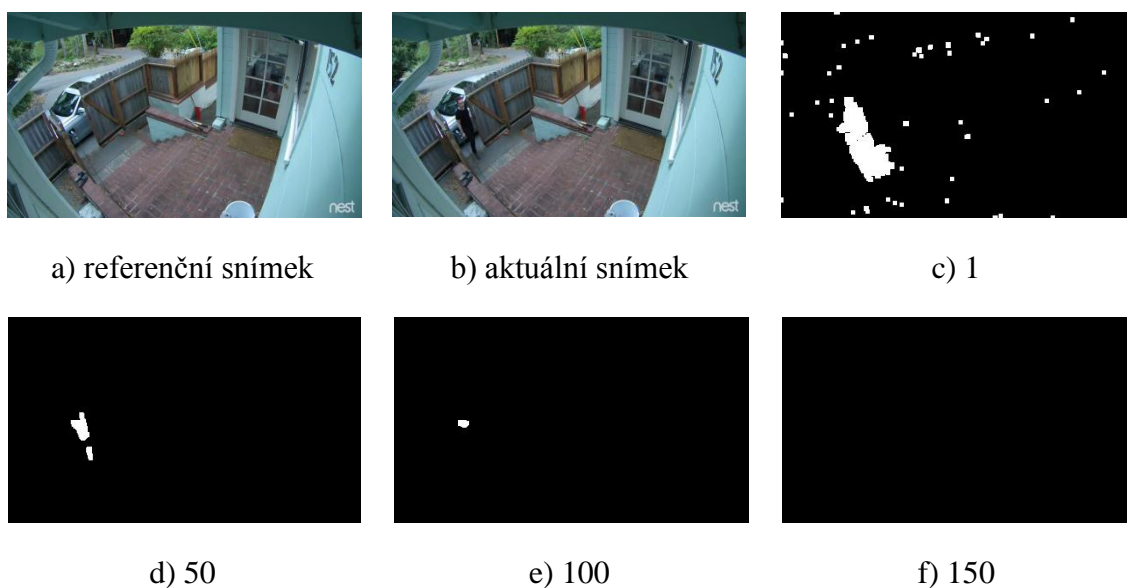 nest
nest
a) referenční snímek
b) aktuální snímek
c) 1
d) 50
e) 100
f) 150